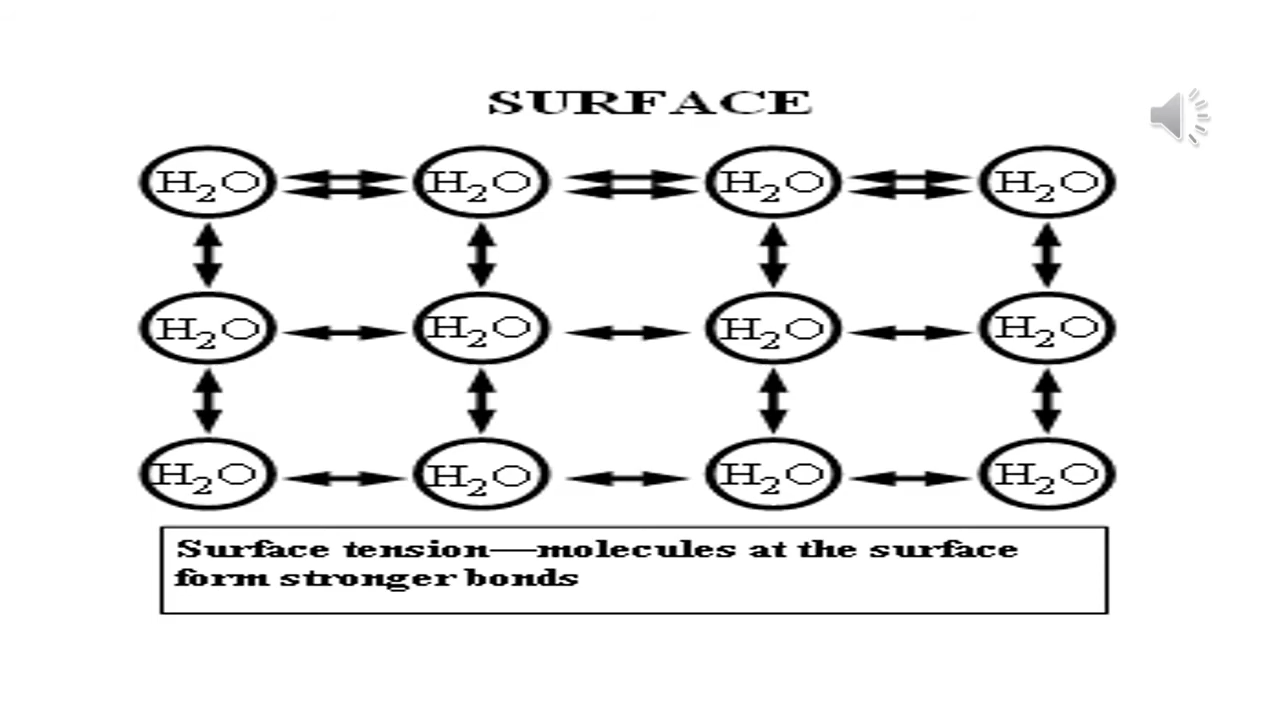 SURFACE
H₂O H₂O H₂O H₂O
H₂O H₂O H₂O H₂O
H₂O H₂O H₂O H₂O
Surface tension—molecules at the surface
form stronger bonds